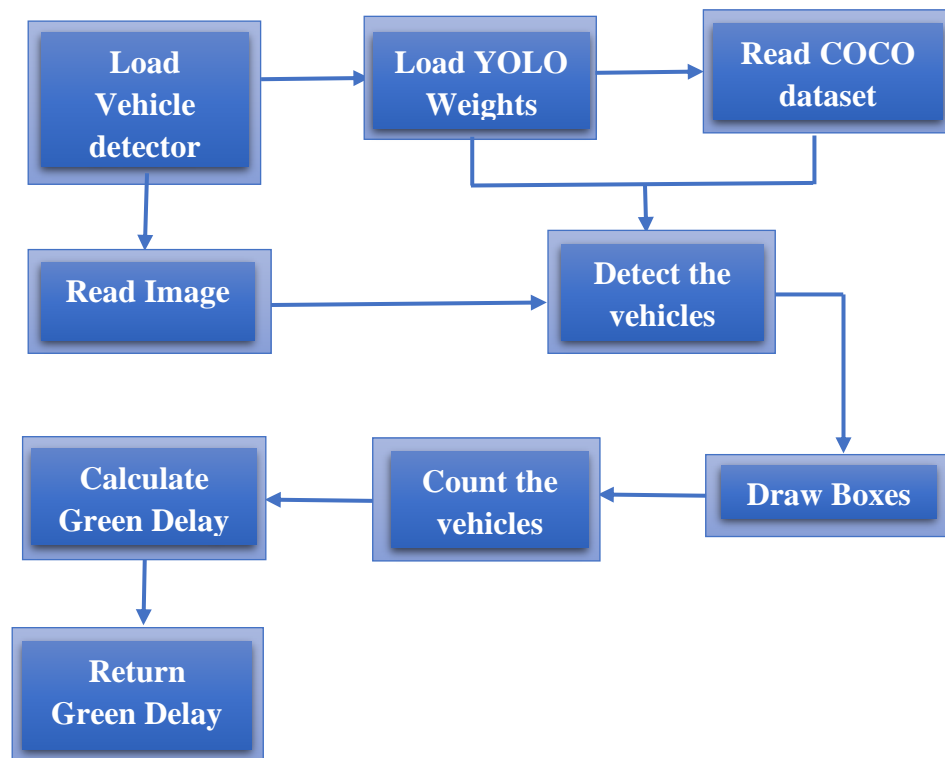 Load
Vehicle
detector
Load YOLO
Weights
Read COCO
dataset
Read Image
Detect the
vehicles
Calculate
Green Delay
Count the
vehicles
Draw Boxes
Return
Green Delay